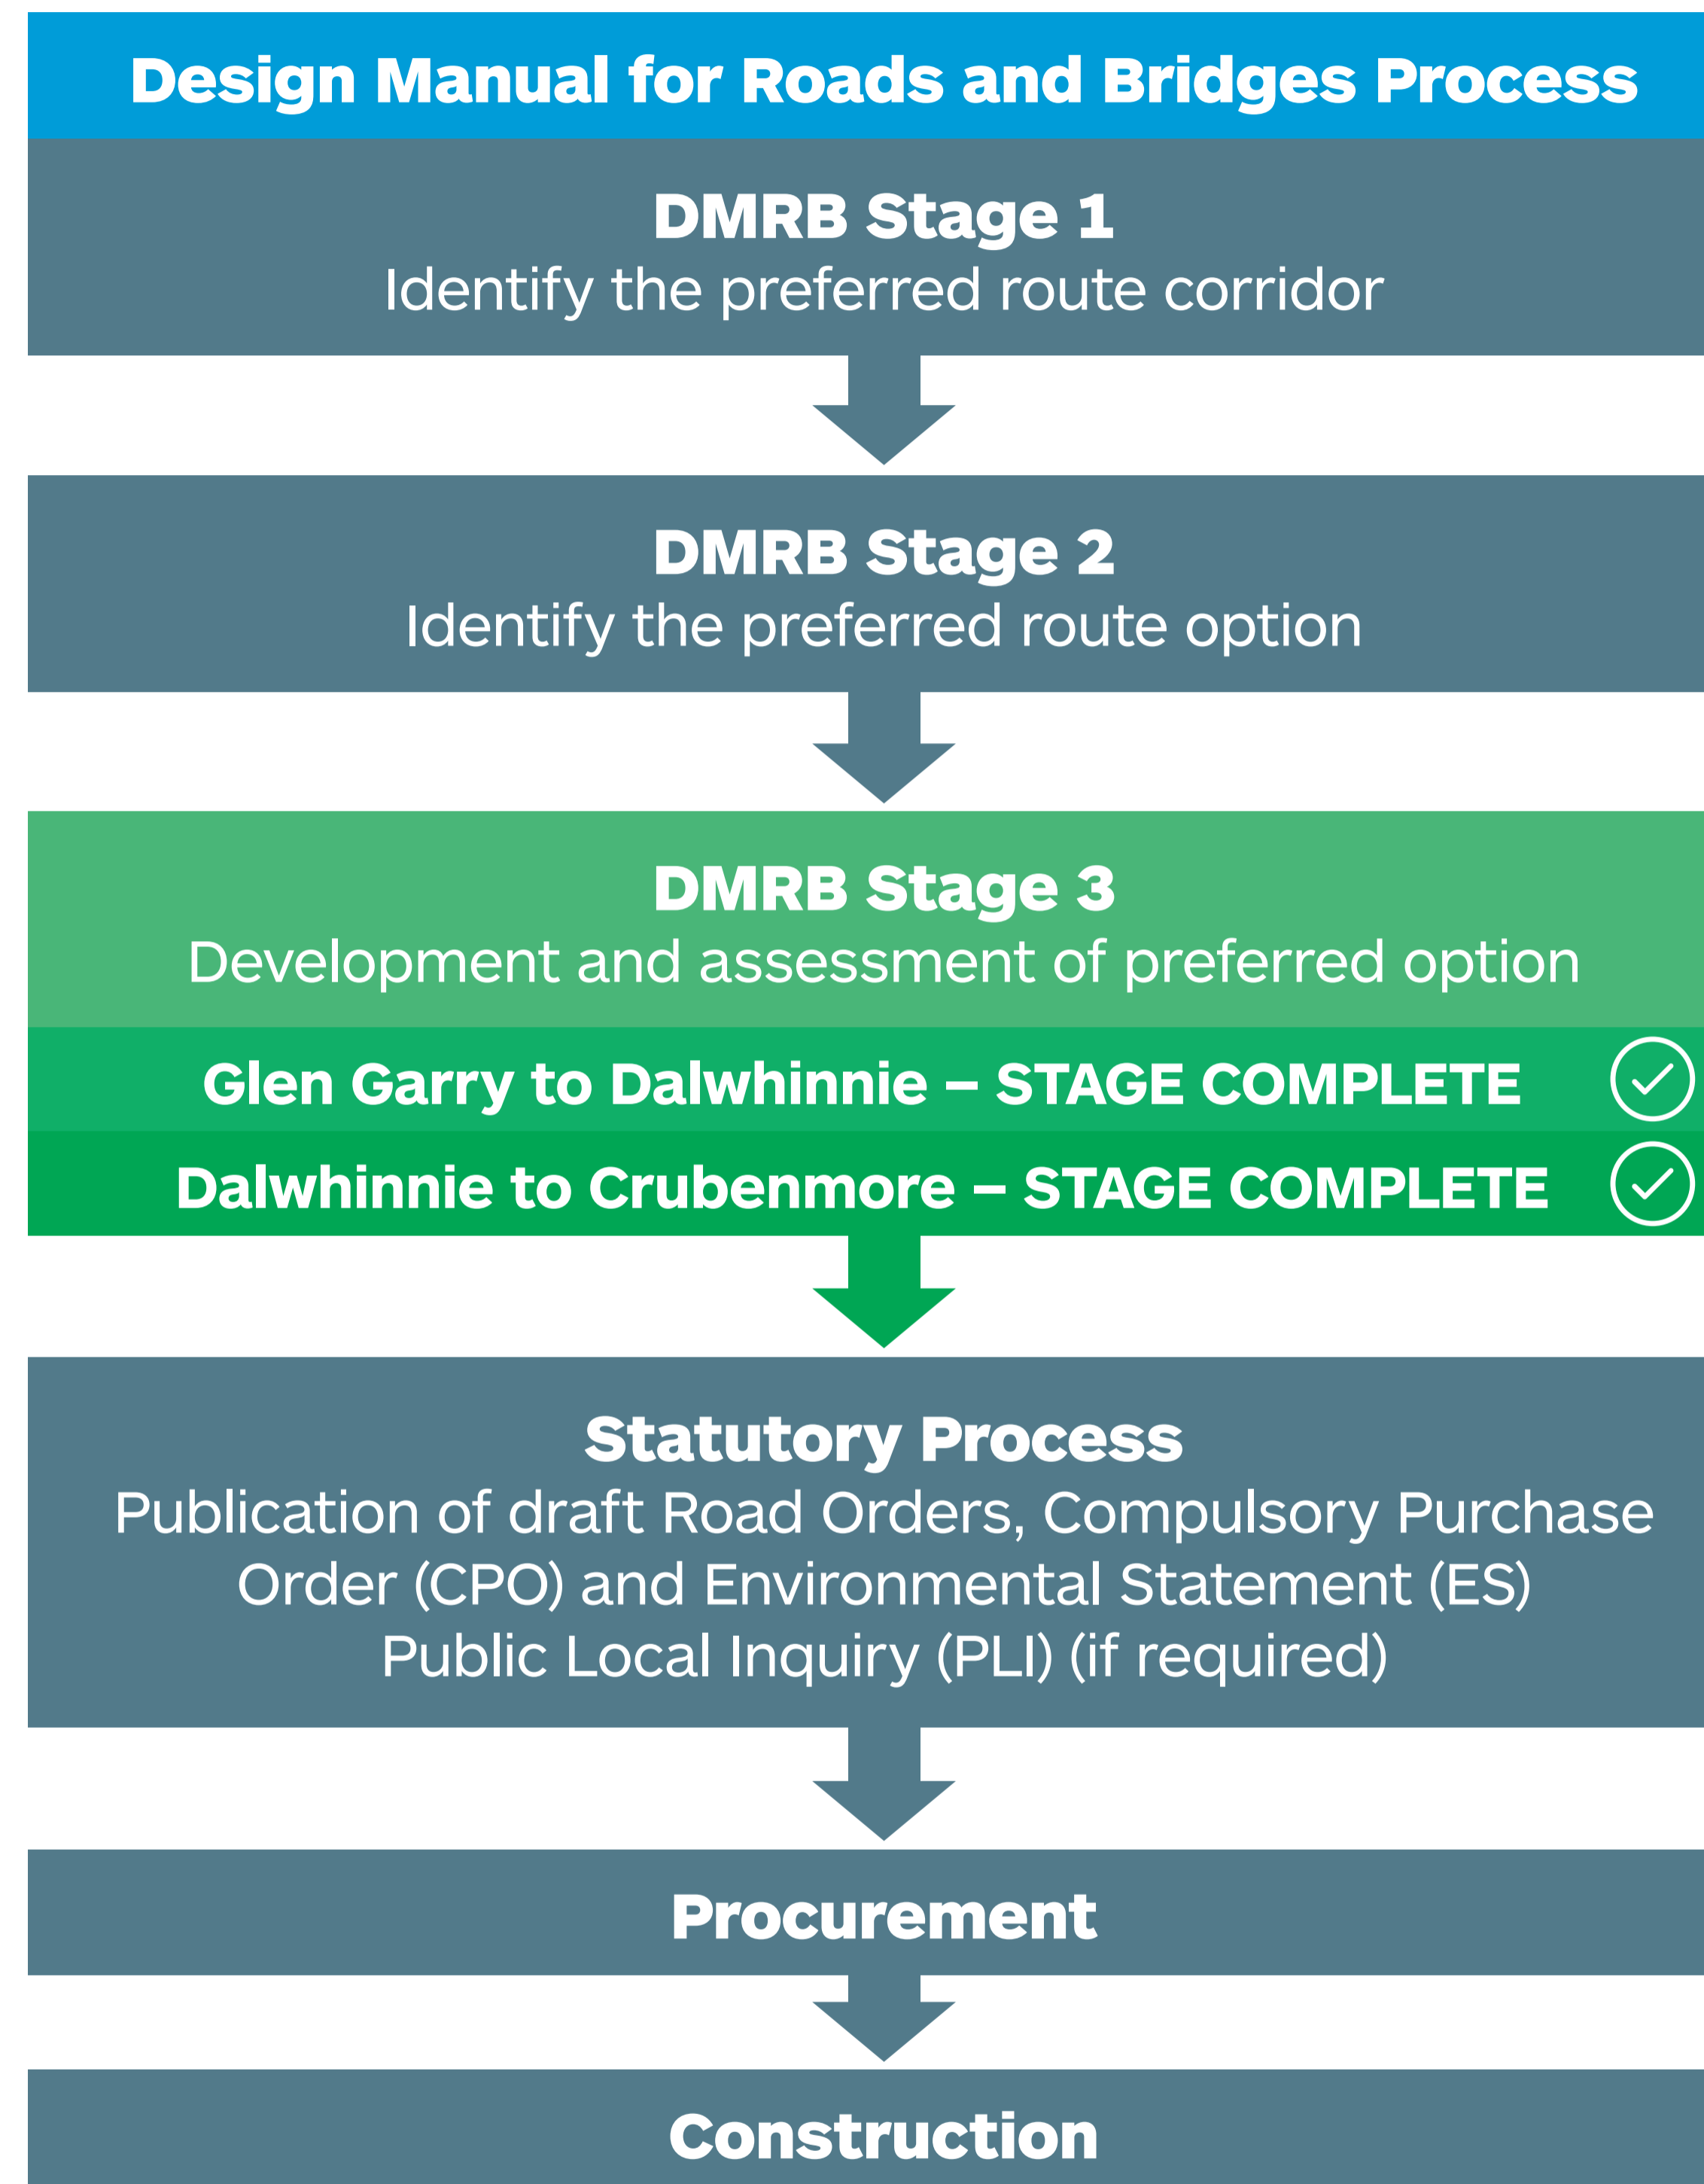 Design Manual for Roads and Bridges Process
DMRB Stage 1
Identify the preferred route corridor
DMRB Stage 2
Identify the preferred route option
DMRB Stage 3
Development and assessment of preferred option
Glen Garry to Dalwhinnie – STAGE COMPLETE
Dalwhinnie to Crubenmore – STAGE COMPLETE
Statutory Process
Publication of draft Road Orders, Compulsory Purchase
Order (CPO) and Environmental Statement (ES)
Public Local Inquiry (PLI) (if required)
Procurement
Construction